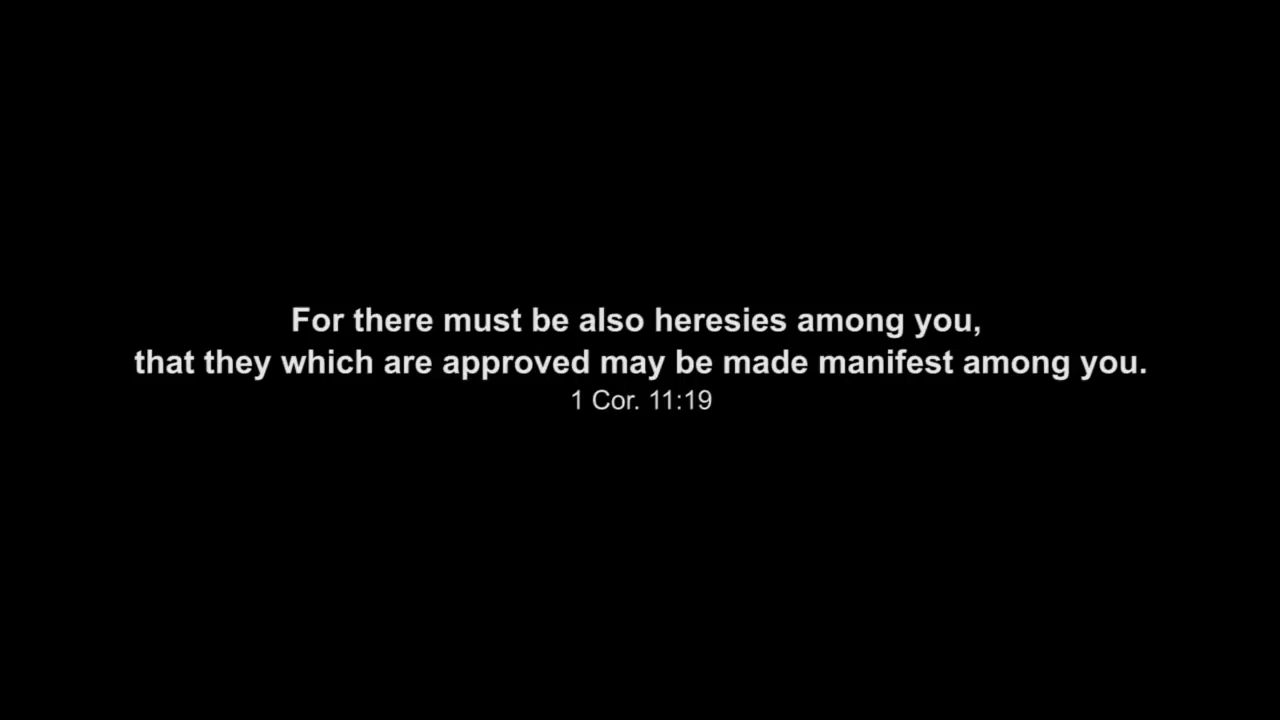 For there must be also heresies among you,
that they which are approved may be made manifest among you.
1 Cor. 11:19